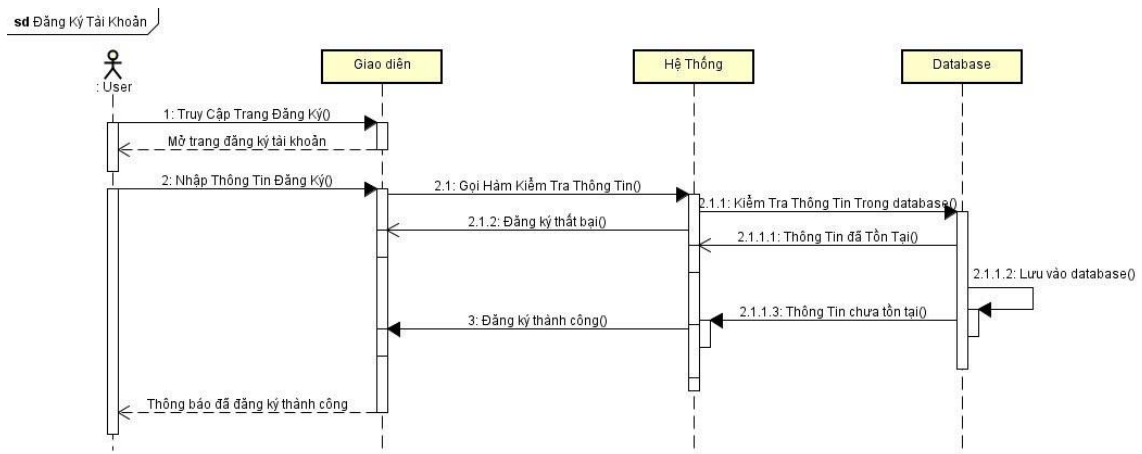 sd Đăng Ký Tài Khoản
: User
Giao diên
Hệ Thống
Database
1: Truy Cập Trang Đăng Ký()
Mở trang đăng ký tài khoản
2: Nhập Thông Tin Đăng Ký()
2.1: Gọi Hàm Kiểm Tra Thông Tin()
2.1.1: Kiểm Tra Thông Tin Trong database()
2.1.2: Đăng ký thất bại()
2.1.1.1: Thông Tin đã Tồn Tại()
2.1.1.2: Lưu vào database()
2.1.1.3: Thông Tin chưa tồn tại()
3: Đăng ký thành công()
Thông báo đã đăng ký thành công